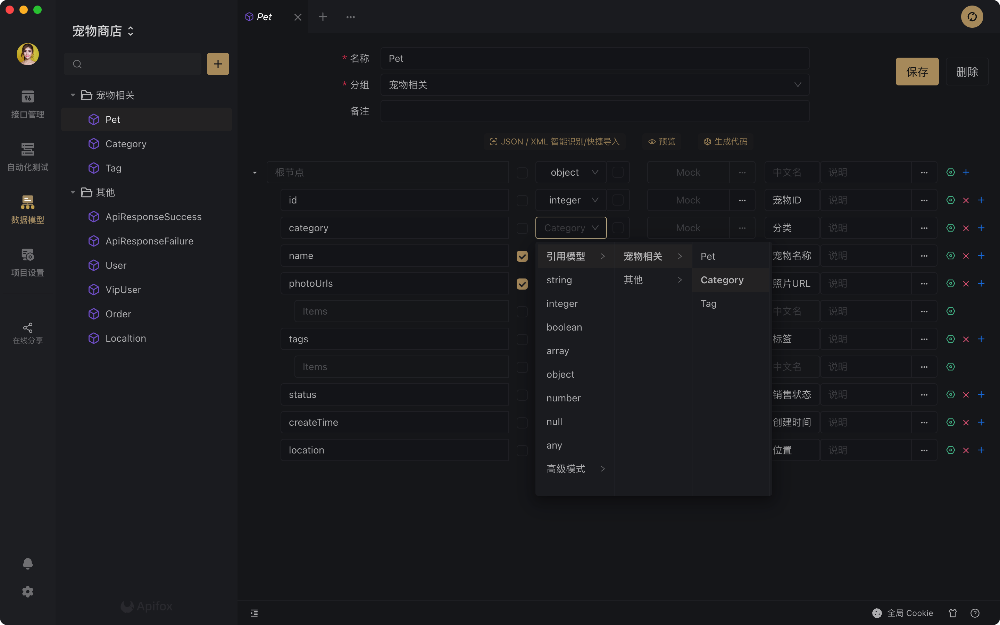 宠物商店
接口管理
自动化测试
数据模型
项目设置
在线分享
宠物相关
Pet
Category
Tag
其他
ApiResponseSuccess
ApiResponseFailure
User
VipUser
Order
Localtion
Apifox
Pet
* 名称 Pet
* 分组 宠物相关
备注
保存 删除
JSON / XML 智能识别/快捷导入 预览 生成代码
根节点 object Mock 中文名 说明
id integer Mock 宠物ID 说明
category Category Mock 分类 说明
name 宠物名称 说明
photoUrls 照片URL 说明
Items 中文名 说明
tags 标签 说明
Items 中文名 说明
status 销售状态 说明
createTime 创建时间 说明
location 位置 说明
引用模型
string
integer
boolean
array
object
number
null
any
高级模式
宠物相关
其他
Pet
Category
Tag
全局 Cookie